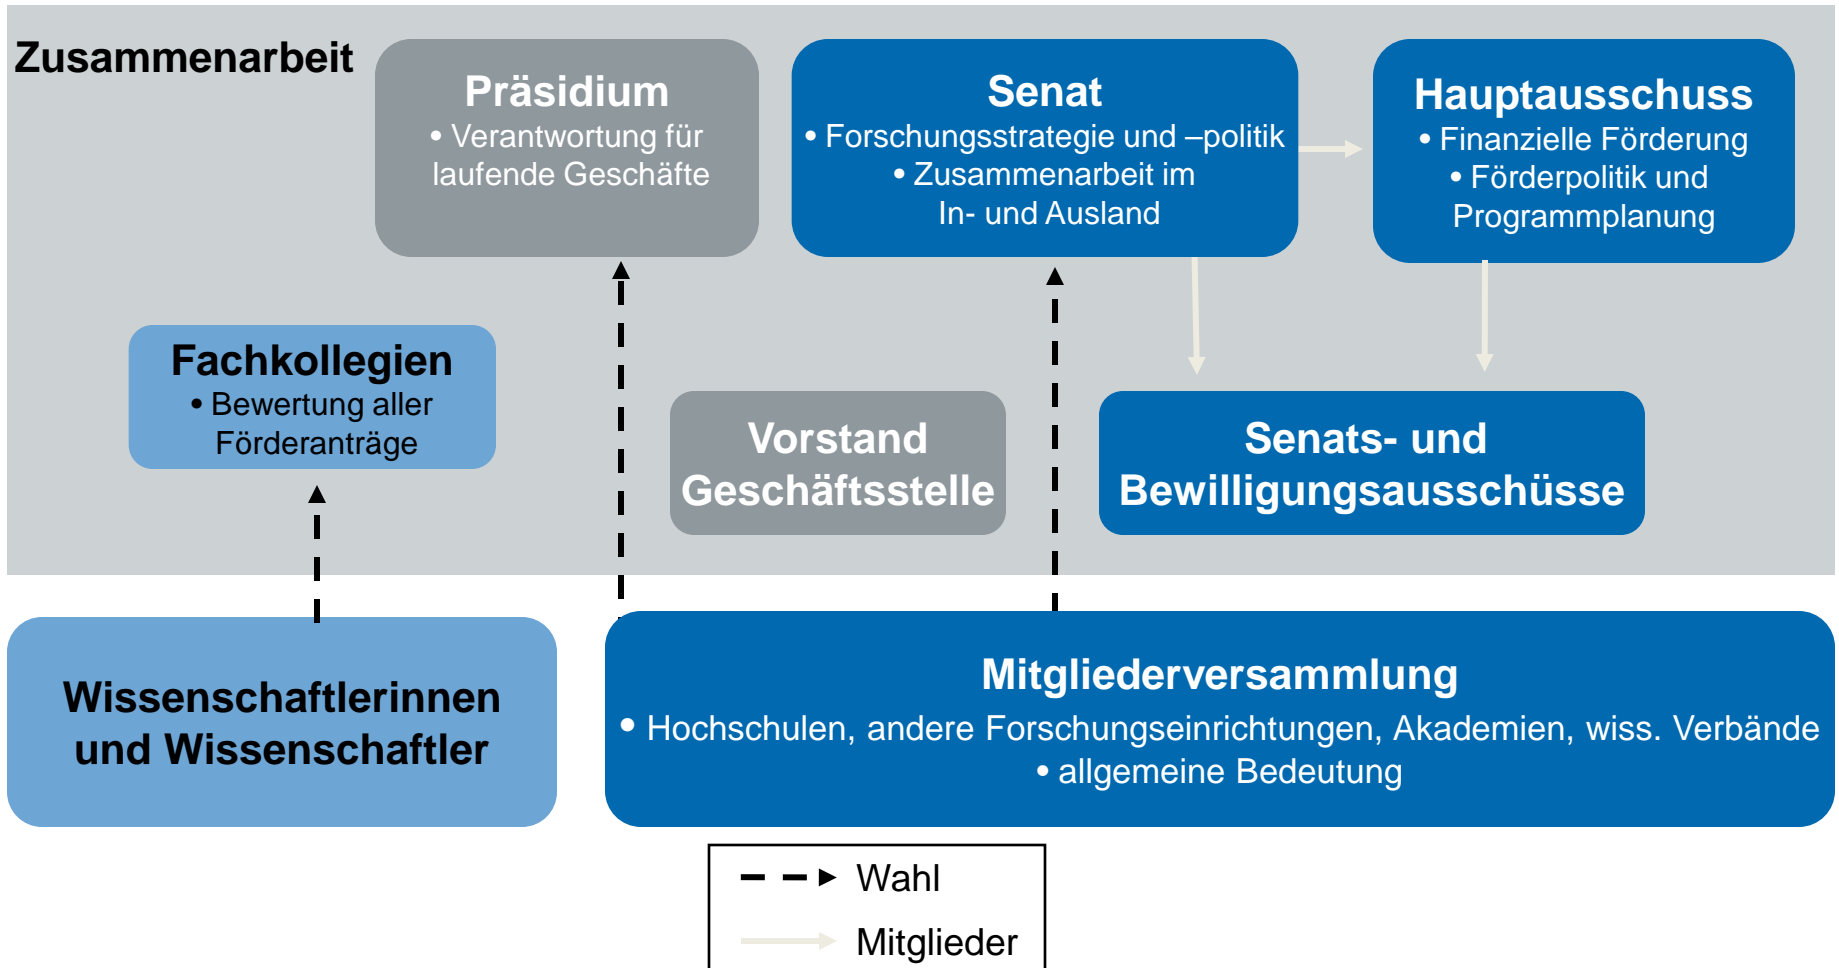 Zusammenarbeit
Präsidium
• Verantwortung für
laufende Geschäfte
Senat
• Forschungsstrategie und –politik
• Zusammenarbeit im
In- und Ausland
Hauptausschuss
• Finanzielle Förderung
• Förderpolitik und
Programmplanung
Fachkollegien
• Bewertung aller
Förderanträge
Vorstand
Geschäftsstelle
Senats- und
Bewilligungsausschüsse
Wissenschaftlerinnen
und Wissenschaftler
Mitgliederversammlung
• Hochschulen, andere Forschungseinrichtungen, Akademien, wiss. Verbände
• allgemeine Bedeutung
Wahl
Mitglieder